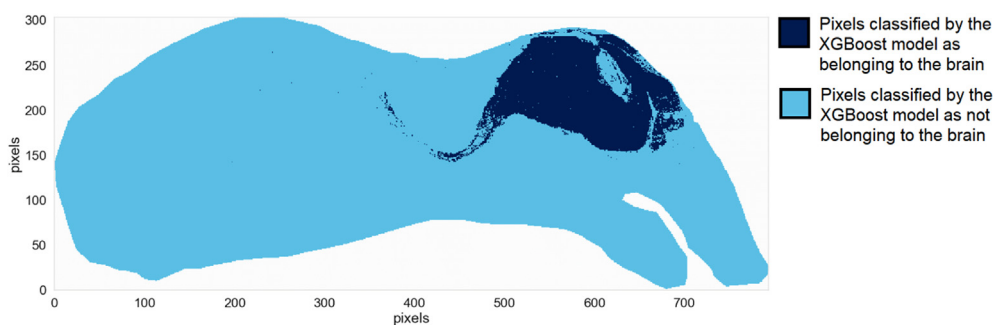 300
250
200
150
100
50
0
pixels
0 100 200 300 400 500 600 700
pixels
Pixels classified by the
XGBoost model as
belonging to the brain
Pixels classified by the
XGBoost model as not
belonging to the brain